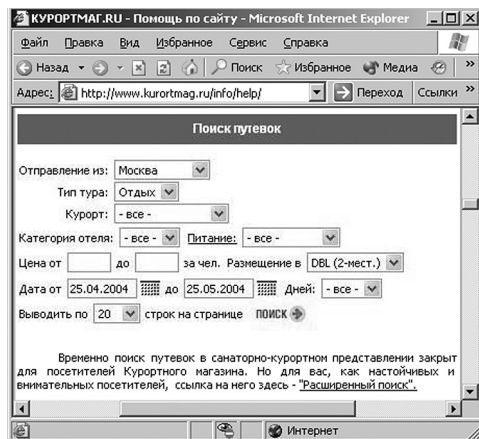 КУРОРТМАГ.RU - Помощь по сайту - Microsoft Internet Explorer
Файл Правка Вид Избранное Сервис Справка
Назад Поиск Избранное Медиа »
Адрес: http://www.kurortmag.ru/info/help/ Переход Ссылки »
Поиск путевок
Отправление из: Москва
Тип тура: Отдых
Курорт: - все -
Категория отеля: - все - Питание: - все -
Цена от до за чел. Размещение в DBL (2-мест.)
Дата от 25.04.2004 до 25.05.2004 Дней: - все -
Выводить по 20 строк на странице ПОИСК
Временно поиск путевок в санаторно-курортном представлении закрыт
для посетителей Курортного магазина. Но для вас, как настойчивых и
внимательных посетителей, ссылка на него здесь - "Расширенный поиск".
Интернет